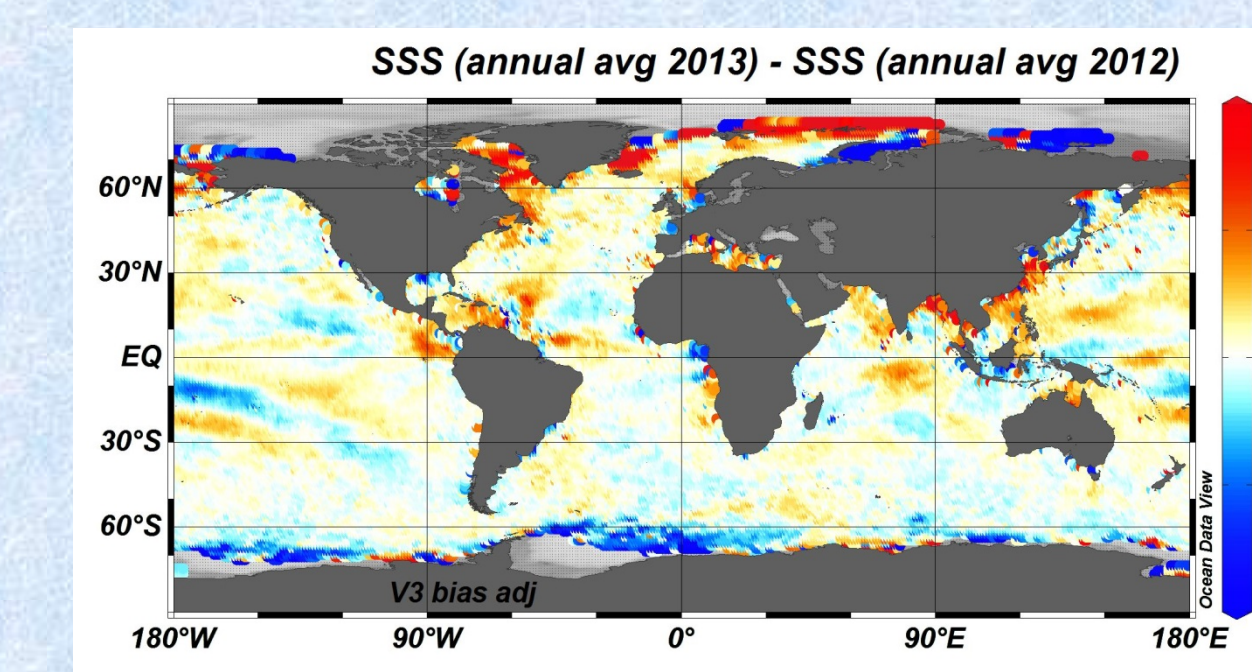 SSS (annual avg 2013) - SSS (annual avg 2012)
60°N
30°N
EQ
30°S
60°S
V3 bias adj
Ocean Data View
180°W 90°W 0° 90°E 180°E